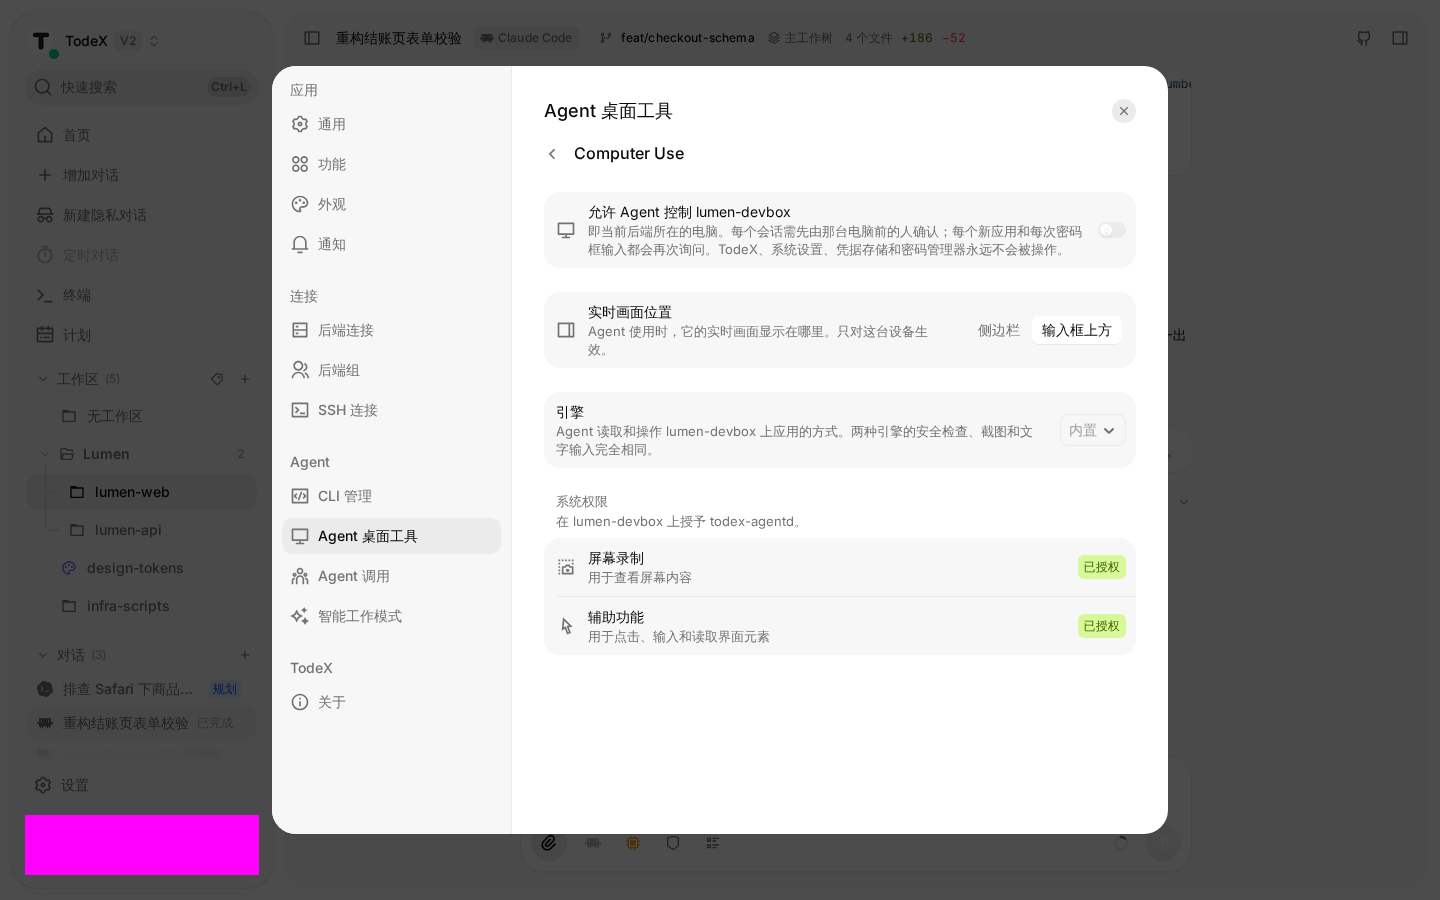 TodeX V2
快速搜索 Ctrl+L
首页
增加对话
新建隐私对话
定时对话
终端
计划
工作区 (5)
无工作区
Lumen 2
lumen-web
lumen-api
design-tokens
infra-scripts
对话 (3)
排查 Safari 下商品... 规划
重构结账页表单校验 已完成
设置
重构结账页表单校验 Claude Code feat/checkout-schema 主工作树 4 个文件 +186 −52
应用
通用
功能
外观
通知
连接
后端连接
后端组
SSH 连接
Agent
CLI 管理
Agent 桌面工具
Agent 调用
智能工作模式
TodeX
关于
Agent 桌面工具
Computer Use
允许 Agent 控制 lumen-devbox
即当前后端所在的电脑。每个会话需先由那台电脑前的人确认；每个新应用和每次密码
框输入都会再次询问。TodeX、系统设置、凭据存储和密码管理器永远不会被操作。
实时画面位置
Agent 使用时，它的实时画面显示在哪里。只对这台设备生
效。
侧边栏 输入框上方
引擎
Agent 读取和操作 lumen-devbox 上应用的方式。两种引擎的安全检查、截图和文
字输入完全相同。
内置
系统权限
在 lumen-devbox 上授予 todex-agentd。
屏幕录制
用于查看屏幕内容
已授权
辅助功能
用于点击、输入和读取界面元素
已授权
出